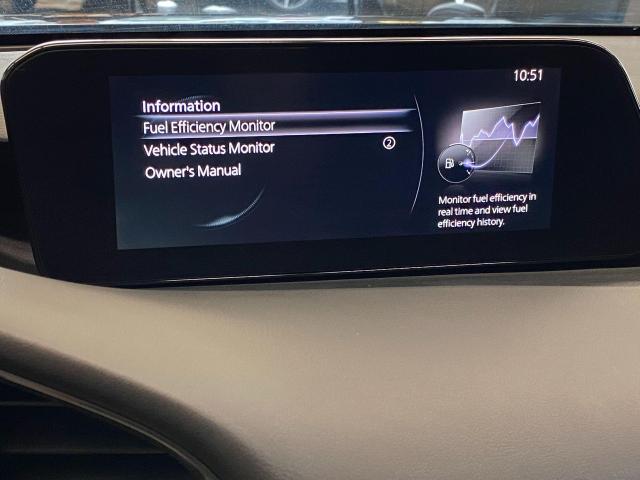 10:51
Information
Fuel Efficiency Monitor
Vehicle Status Monitor 2
Owner's Manual
Monitor fuel efficiency in
real time and view fuel
efficiency history.